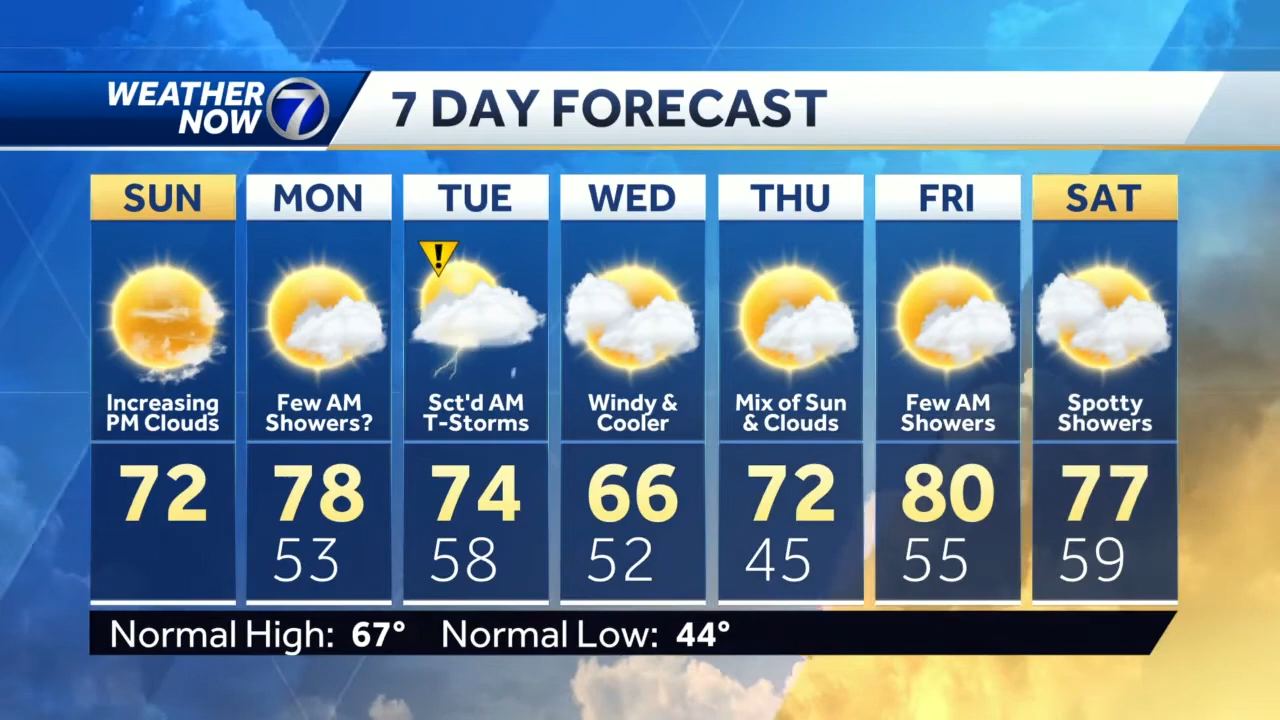 WEATHER
NOW 7
7 DAY FORECAST
SUN MON TUE WED THU FRI SAT
!
Increasing
PM Clouds
Few AM
Showers?
Sct'd AM
T-Storms
Windy &
Cooler
Mix of Sun
& Clouds
Few AM
Showers
Spotty
Showers
72 78 74 66 72 80 77
53 58 52 45 55 59
Normal High: 67° Normal Low: 44°